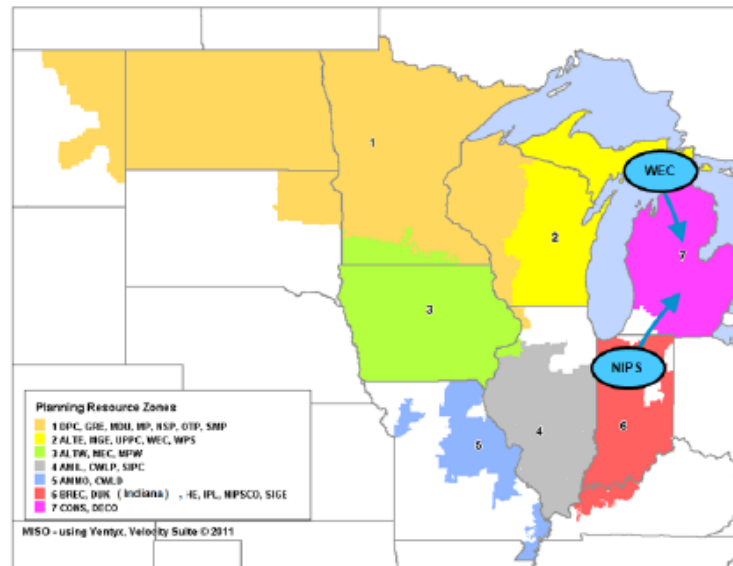 1
WEC
2
7
3
NIPS
4
5
6
Planning Resource Zones
1 DPC, GRE, MDU, MP, NSP, OTP, SMP
2 ALTE, MGE, UPPC, WEC, WPS
3 ALTW, MEC, MPW
4 AMIL, CWLP, SIPC
5 AMMO, CWLD
6 BREC, DUK (Indiana) , HE, IPL, NIPSCO, SIGE
7 CONS, DECO
MISO - using Ventyx, Velocity Suite © 2011